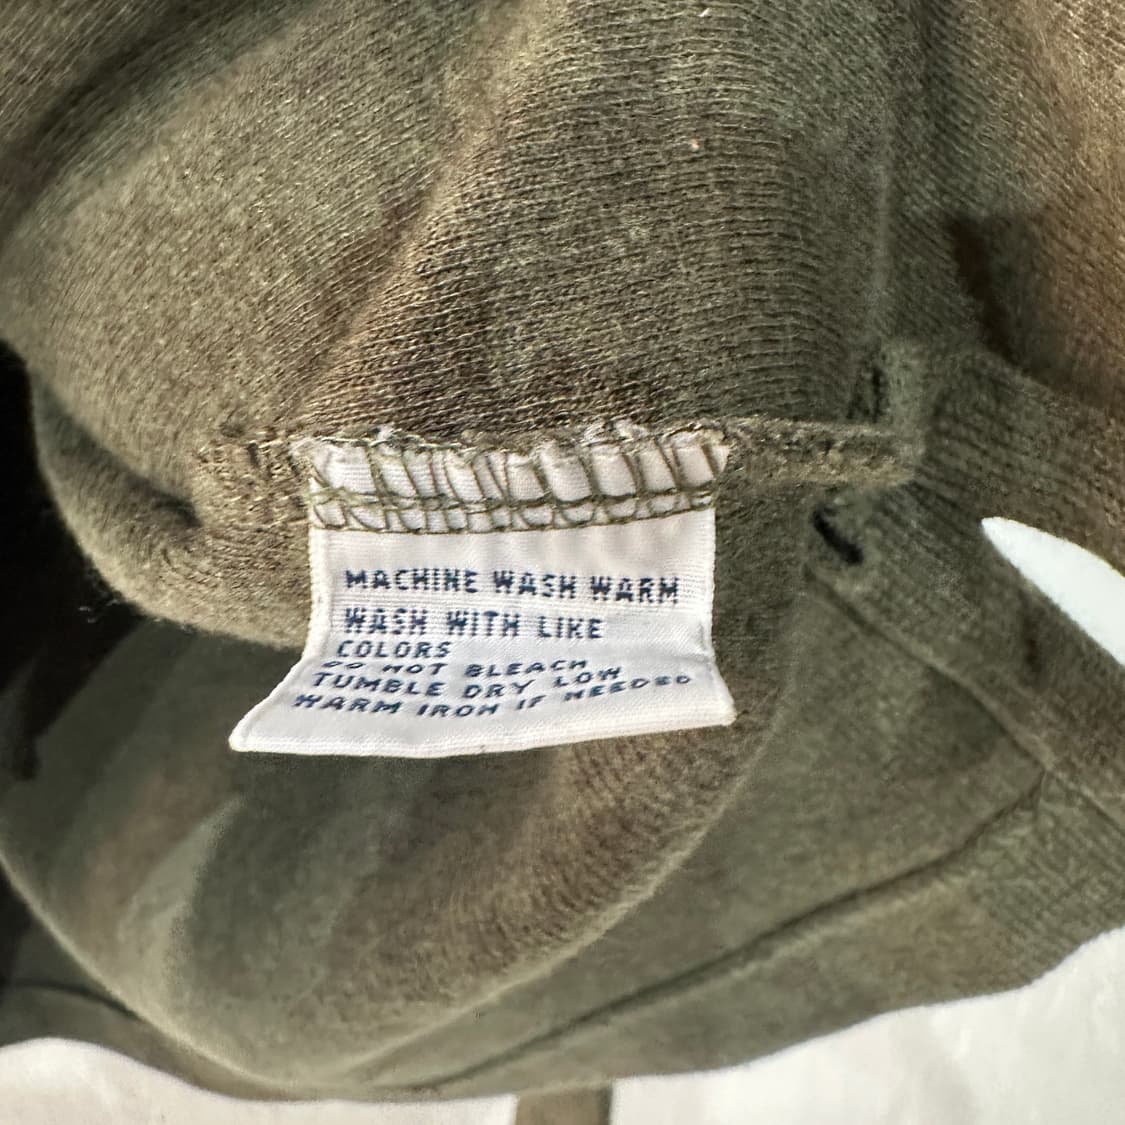 MACHINE WASH WARM
WASH WITH LIKE
COLORS
DO NOT BLEACH
TUMBLE DRY LOW
WARM IRON IF NEEDED